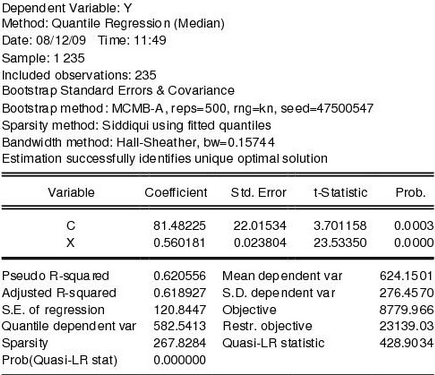 Dependent Variable: Y
Method: Quantile Regression (Median)
Date: 08/12/09 Time: 11:49
Sample: 1 235
Included observations: 235
Bootstrap Standard Errors & Covariance
Bootstrap method: MCMB-A, reps=500, rng=kn, seed=47500547
Sparsity method: Siddiqui using fitted quantiles
Bandwidth method: Hall-Sheather, bw=0.15744
Estimation successfully identifies unique optimal solution
Variable Coefficient Std. Error t-Statistic Prob.
C 81.48225 22.01534 3.701158 0.0003
X 0.560181 0.023804 23.53350 0.0000
Pseudo R-squared 0.620556 Mean dependent var 624.1501
Adjusted R-squared 0.618927 S.D. dependent var 276.4570
S.E. of regression 120.8447 Objective 8779.966
Quantile dependent var 582.5413 Restr. objective 23139.03
Sparsity 267.8284 Quasi-LR statistic 428.9034
Prob(Quasi-LR stat) 0.000000